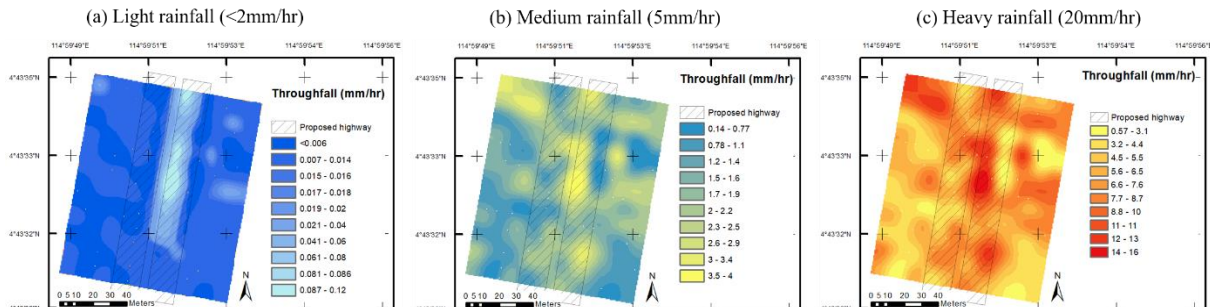 (a) Light rainfall (<2mm/hr)
(b) Medium rainfall (5mm/hr)
(c) Heavy rainfall (20mm/hr)
114°59'49"E 114°59'51"E 114°59'53"E 114°59'54"E 114°59'56"E
114°59'49"E 114°59'51"E 114°59'53"E 114°59'54"E 114°59'56"E
114°59'49"E 114°59'51"E 114°59'53"E 114°59'54"E 114°59'56"E
4°43'35"N
4°43'33"N
4°43'32"N
4°43'30"N
Throughfall (mm/hr)
Proposed highway
<0.006
0.007 - 0.014
0.015 - 0.016
0.017 - 0.018
0.019 - 0.02
0.021 - 0.04
0.041 - 0.06
0.061 - 0.08
0.081 - 0.086
0.087 - 0.12
N
0 5 10 20 30 40
Meters
4°43'35"N
4°43'33"N
4°43'32"N
4°43'30"N
Throughfall (mm/hr)
Proposed highway
0.14 - 0.77
0.78 - 1.1
1.2 - 1.4
1.5 - 1.6
1.7 - 1.9
2 - 2.2
2.3 - 2.5
2.6 - 2.9
3 - 3.4
3.5 - 4
N
0 5 10 20 30 40
Meters
4°43'35"N
4°43'33"N
4°43'32"N
4°43'30"N
Throughfall (mm/hr)
Proposed highway
0.57 - 3.1
3.2 - 4.4
4.5 - 5.5
5.6 - 6.5
6.6 - 7.6
7.7 - 8.7
8.8 - 10
11 - 11
12 - 13
14 - 16
N
0 5 10 20 30 40
Meters